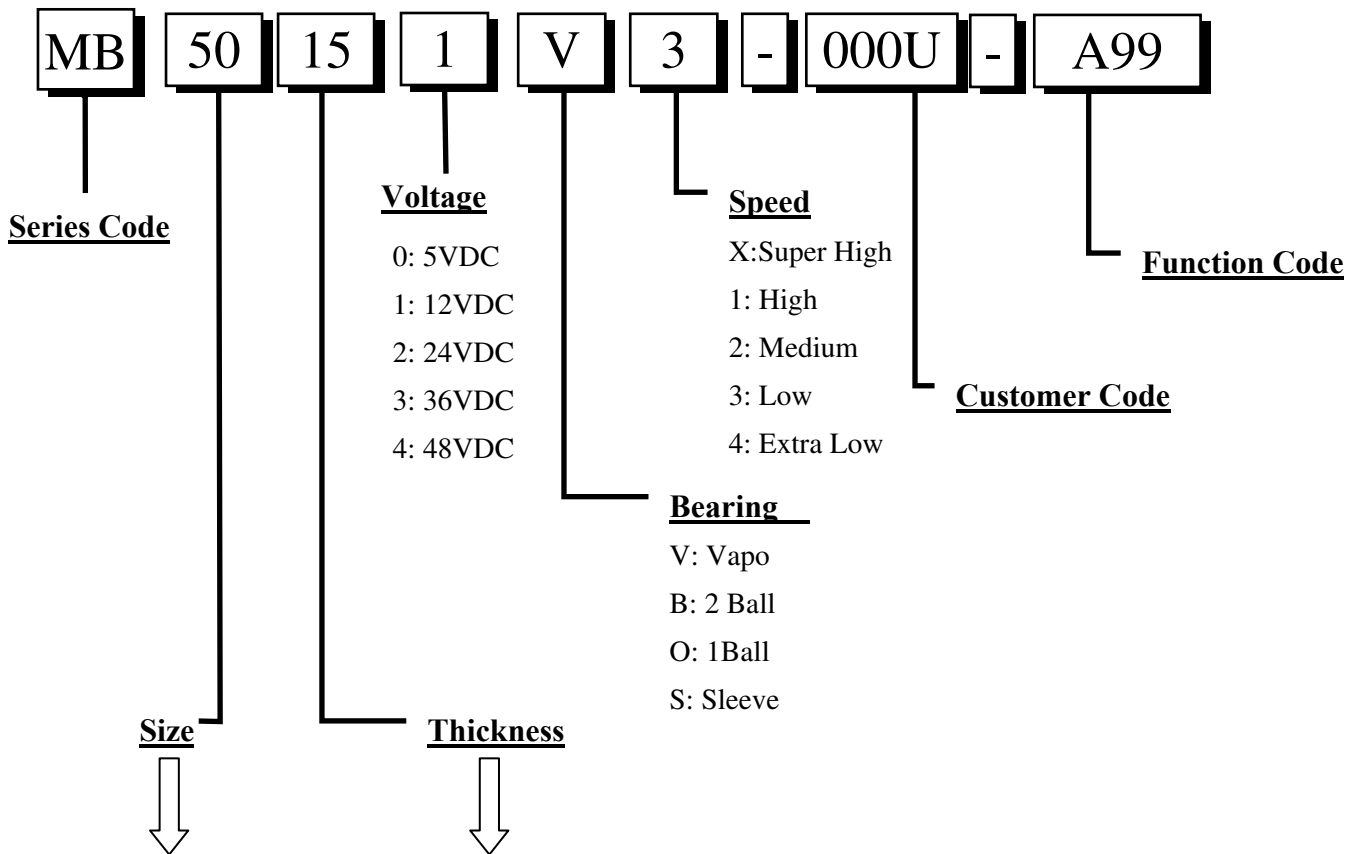 MB 50 15 1 V 3 - 000U - A99
Series Code
Voltage
0: 5VDC
1: 12VDC
2: 24VDC
3: 36VDC
4: 48VDC
Speed
X:Super High
1: High
2: Medium
3: Low
4: Extra Low
Function Code
Customer Code
Bearing
V: Vapo
B: 2 Ball
O: 1Ball
S: Sleeve
Size
Thickness